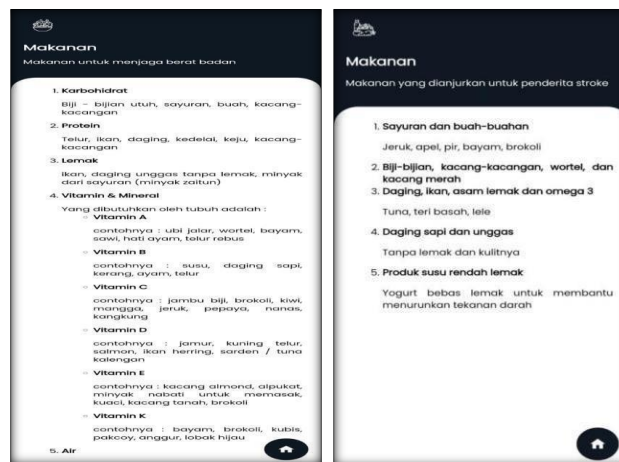 Makanan
Makanan untuk menjaga berat badan
1. Karbohidrat
Biji - bijian utuh, sayuran, buah, kacang-
kacangan
2. Protein
Telur, ikan, daging, kedelai, keju, kacang-
kacangan
3. Lemak
Ikan, daging unggas tanpa lemak, minyak
dari sayuran (minyak zaitun)
4. Vitamin & Mineral
Yang dibutuhkan oleh tubuh adalah :
Vitamin A
contohnya : ubi jalar, wortel, bayam,
sawi, hati ayam, telur rebus
Vitamin B
contohnya : susu, daging sapi,
kerang, ayam, telur
Vitamin C
contohnya : jambu biji, brokoli, kiwi,
mangga, jeruk, pepaya, nanas,
kangkung
Vitamin D
contohnya : jamur, kuning telur,
salmon, ikan herring, sarden / tuna
kalengan
Vitamin E
contohnya : kacang almond, alpukat,
minyak nabati untuk memasak,
kuaci, kacang tanah, brokoli
Vitamin K
contohnya : bayam, brokoli, kubis,
pakcoy, anggur, lobak hijau
5. Air
Makanan
Makanan yang dianjurkan untuk penderita stroke
1. Sayuran dan buah-buahan
Jeruk, apel, pir, bayam, brokoli
2. Biji-bijian, kacang-kacangan, wortel, dan
kacang merah
3. Daging, ikan, asam lemak dan omega 3
Tuna, teri basah, lele
4. Daging sapi dan unggas
Tanpa lemak dan kulitnya
5. Produk susu rendah lemak
Yogurt bebas lemak untuk membantu
menurunkan tekanan darah